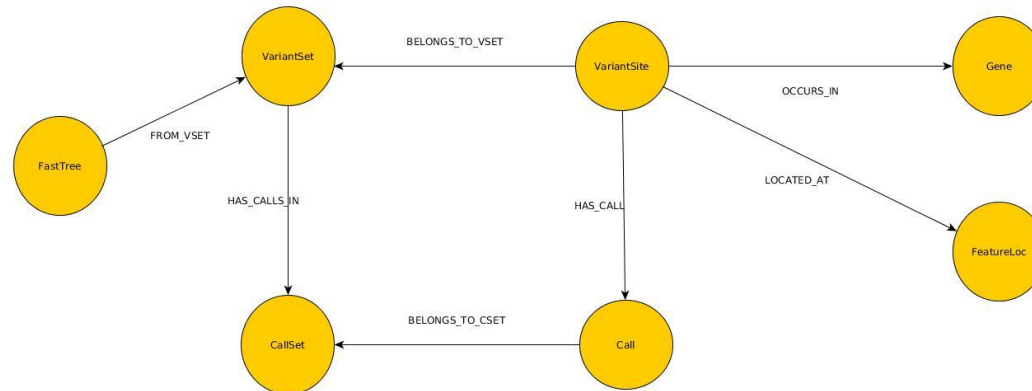 BELONGS_TO_VSET
VariantSet
VariantSite
Gene
OCCURS_IN
FROM_VSET
FastTree
LOCATED_AT
HAS_CALLS_IN
HAS_CALL
FeatureLoc
BELONGS_TO_CSET
CallSet
Call